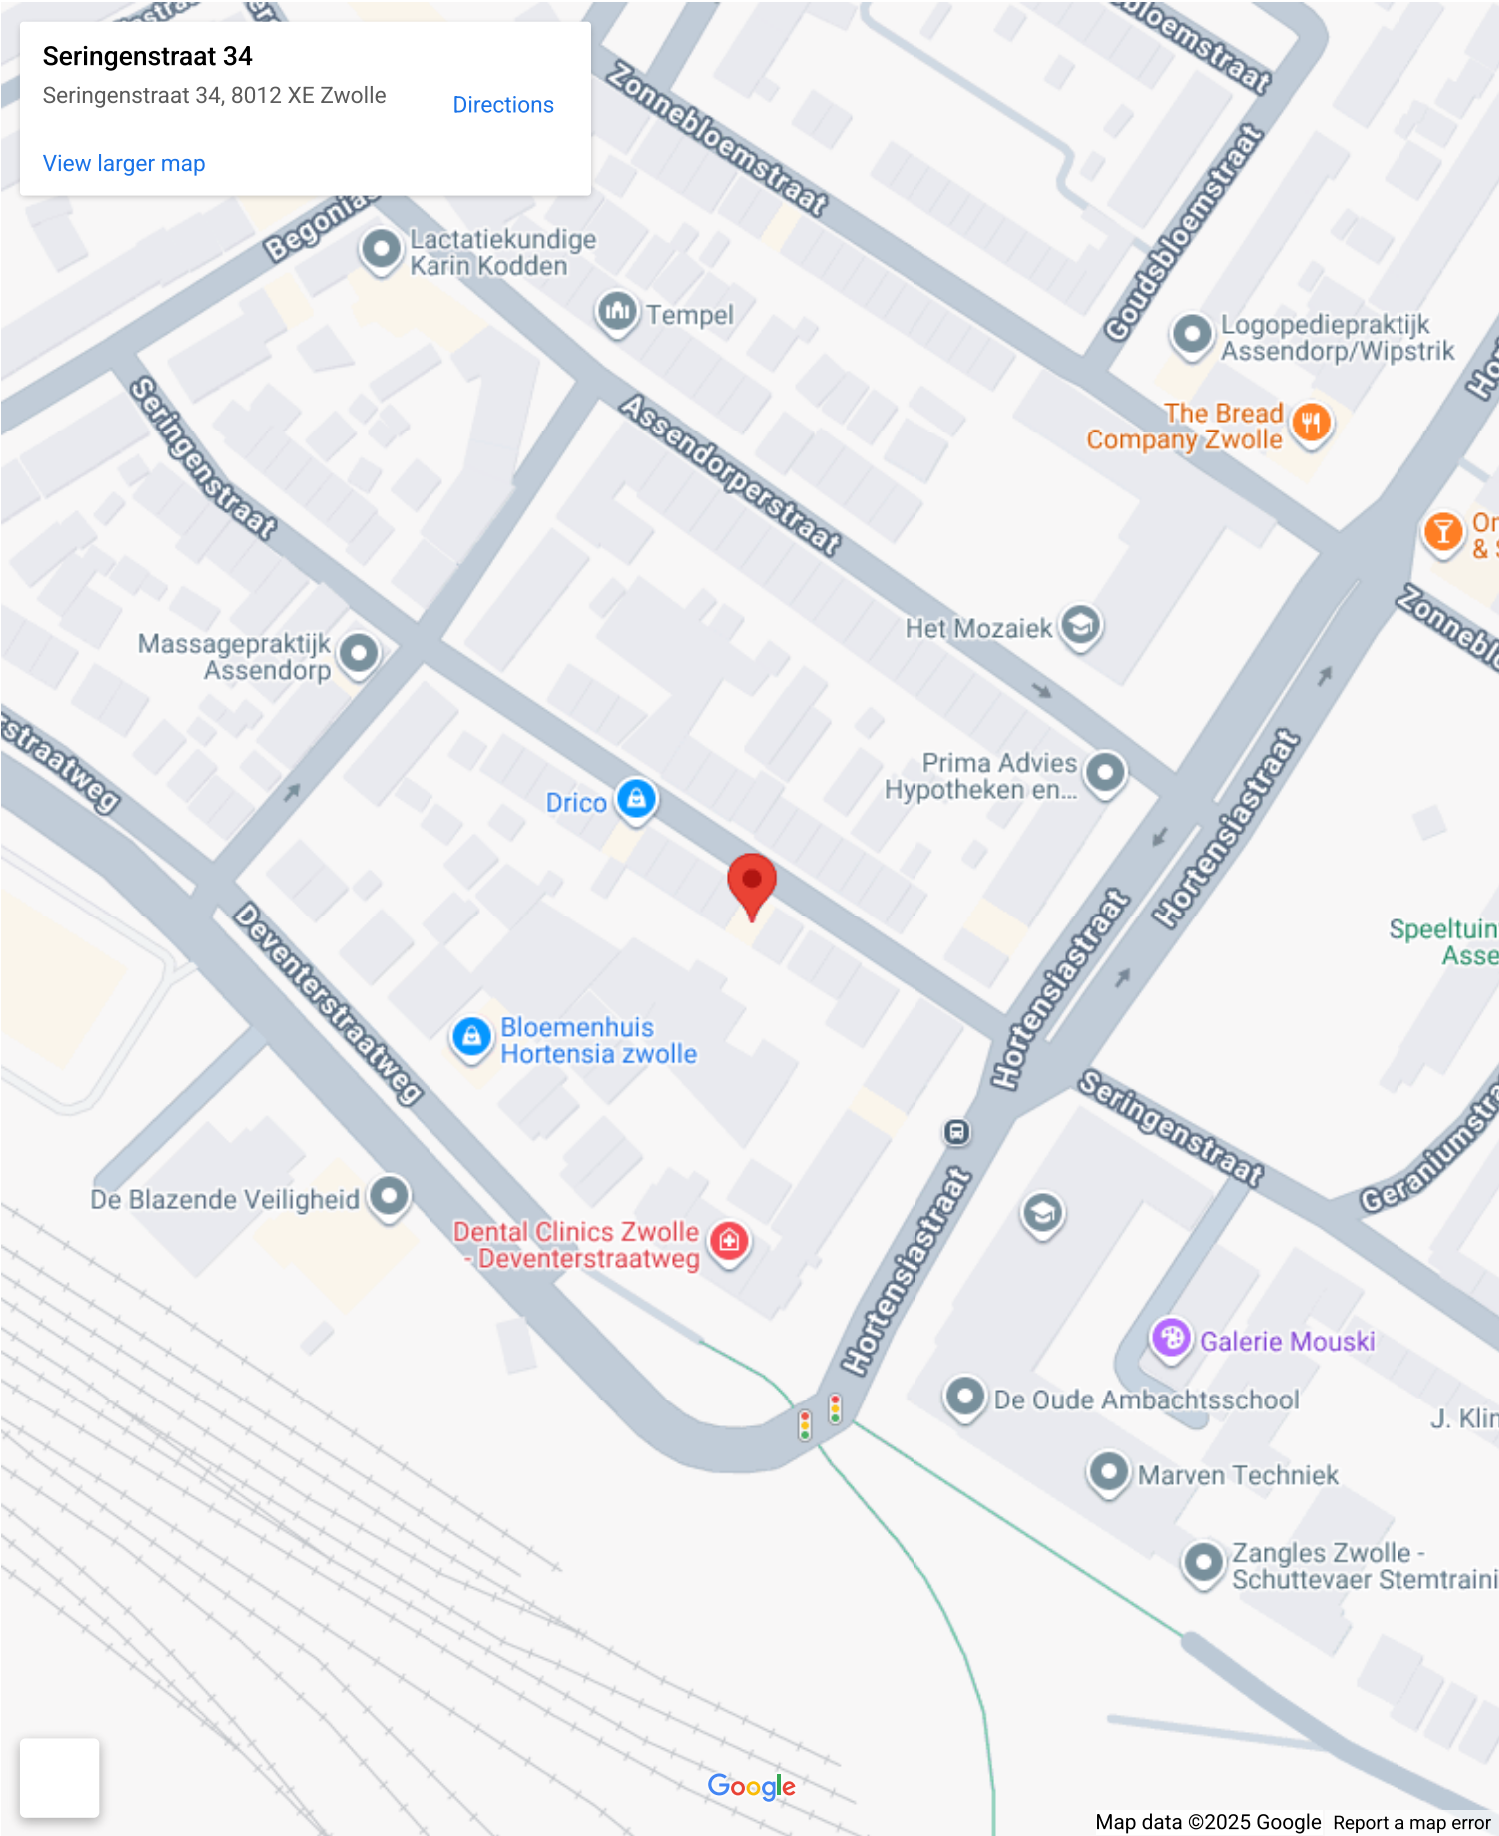 Seringenstraat 34
Seringenstraat 34, 8012 XE Zwolle
Directions
View larger map
Zonnebloemstraat
Goudsbloemstraat
Lactatiekundige
Karin Kodden
Tempel
Logopediepraktijk
Assendorp/Wipstrik
The Bread
Company Zwolle
Seringenstraat
Assendorperstraat
Het Mozaiek
Massagepraktijk
Assendorp
Prima Advies
Hypotheken en...
Drico
Hortensiastraat
Hortensiastraat
Speeltuin
Deventerstraatweg
Bloemenhuis
Hortensia zwolle
Seringenstraat
De Blazende Veiligheid
Dental Clinics Zwolle
- Deventerstraatweg
Hortensiastraat
Galerie Mouski
De Oude Ambachtsschool
Marven Techniek
Zangles Zwolle -
Schuttevaer Stemtraini
Google
Map data ©2025 Google
Report a map error